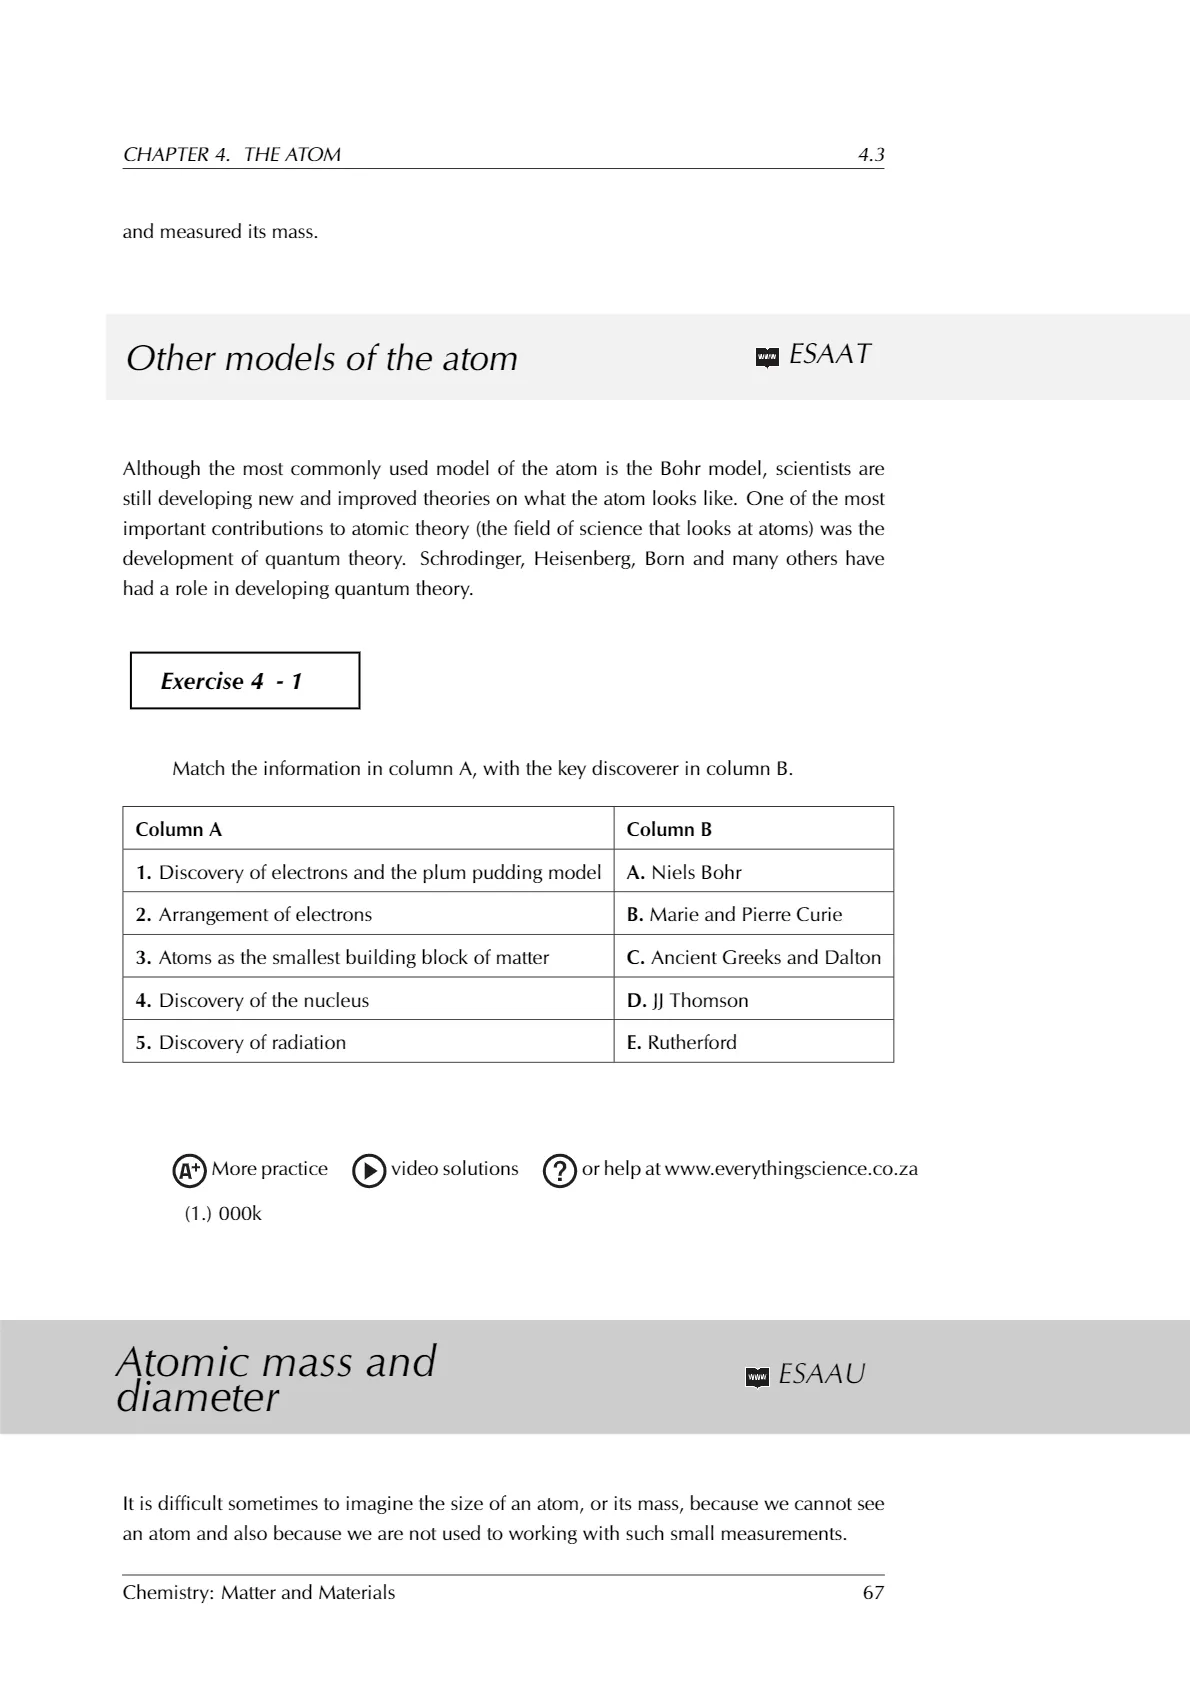 CHAPTER 4. THE ATOM 4.3
and measured its mass.
Other models of the atom
www ESAAT
Although the most commonly used model of the atom is the Bohr model, scientists are
still developing new and improved theories on what the atom looks like. One of the most
important contributions to atomic theory (the field of science that looks at atoms) was the
development of quantum theory. Schrodinger, Heisenberg, Born and many others have
had a role in developing quantum theory.
Exercise 4 - 1
Match the information in column A, with the key discoverer in column B.
Column A Column B
1. Discovery of electrons and the plum pudding model A. Niels Bohr
2. Arrangement of electrons B. Marie and Pierre Curie
3. Atoms as the smallest building block of matter C. Ancient Greeks and Dalton
4. Discovery of the nucleus D. JJ Thomson
5. Discovery of radiation E. Rutherford
A+ More practice video solutions ? or help at www.everythingscience.co.za
(1.) 000k
Atomic mass and
diameter
www ESAAU
It is difficult sometimes to imagine the size of an atom, or its mass, because we cannot see
an atom and also because we are not used to working with such small measurements.
Chemistry: Matter and Materials 67